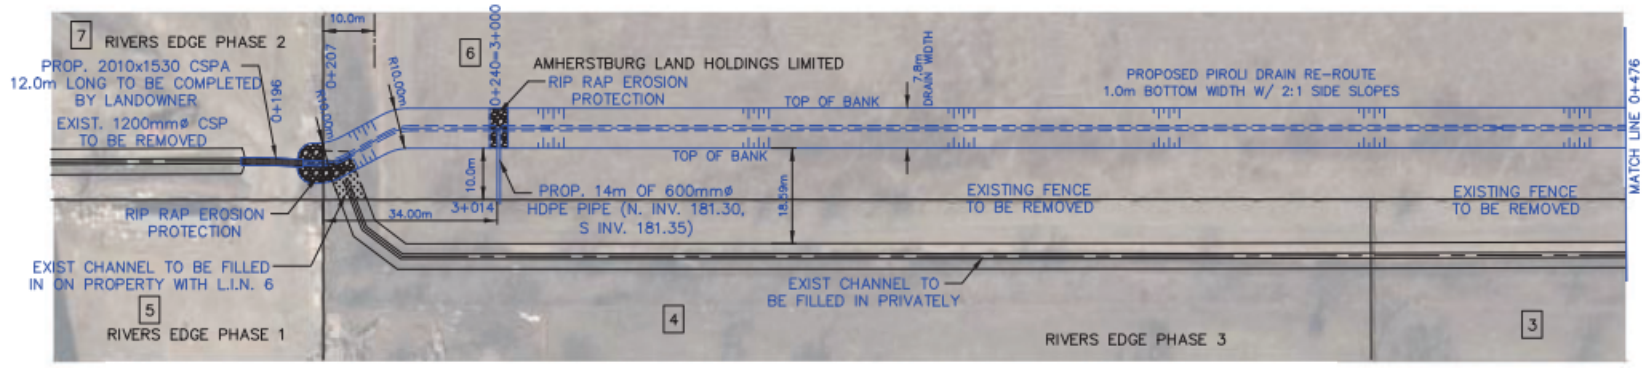 7
RIVERS EDGE PHASE 2
PROP. 2010x1530 CSPA
12.0m LONG TO BE COMPLETED
BY LANDOWNER
EXIST. 1200mmø CSP
TO BE REMOVED
0+196
0+207
10.0m
R10.00m
R10.00m
6
0+240=3+000
AMHERSTBURG LAND HOLDINGS LIMITED
RIP RAP EROSION
PROTECTION
TOP OF BANK
7.8m
DRAIN WIDTH
PROPOSED PIROLI DRAIN RE-ROUTE
1.0m BOTTOM WIDTH W/ 2:1 SIDE SLOPES
MATCH LINE 0+476
TOP OF BANK
10.0m
3+014
34.00m
PROP. 14m OF 600mmø
HDPE PIPE (N. INV. 181.30,
S INV. 181.35)
18.59m
EXISTING FENCE
TO BE REMOVED
EXISTING FENCE
TO BE REMOVED
RIP RAP EROSION
PROTECTION
EXIST CHANNEL TO BE FILLED
IN ON PROPERTY WITH L.I.N. 6
EXIST CHANNEL TO
BE FILLED IN PRIVATELY
5
RIVERS EDGE PHASE 1
4
RIVERS EDGE PHASE 3
3